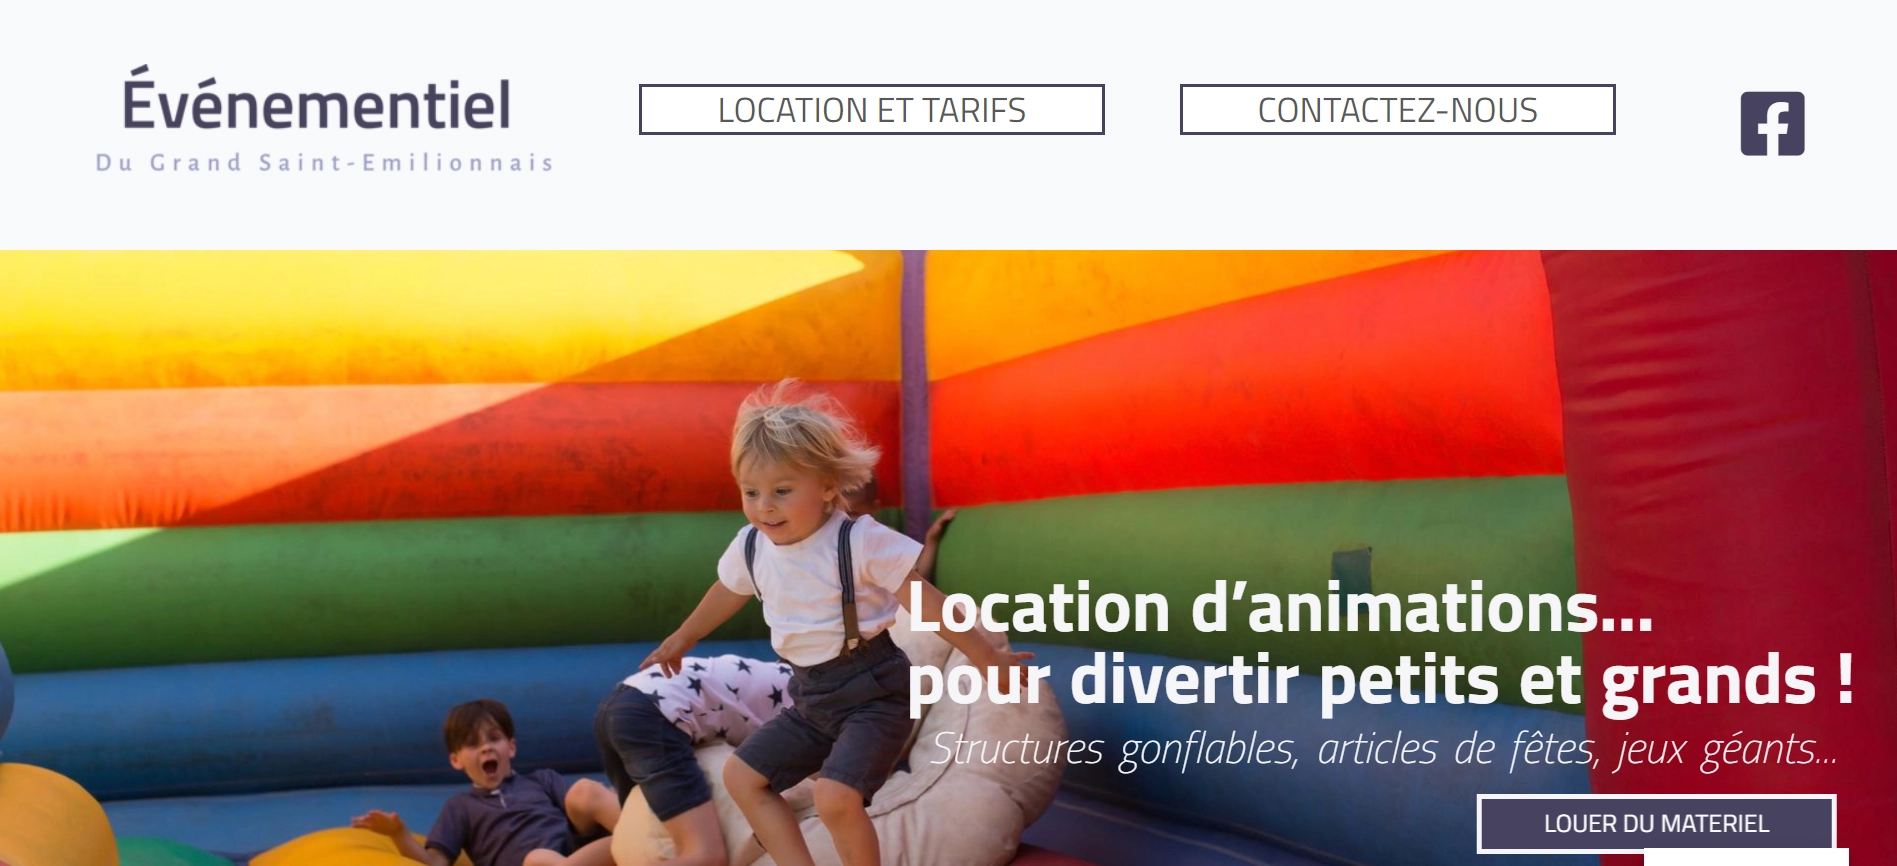 Événementiel
Du Grand Saint-Emilionnais
LOCATION ET TARIFS
CONTACTEZ-NOUS
Location d’animations...
pour divertir petits et grands !
Structures gonflables, articles de fêtes, jeux géants...
LOUER DU MATERIEL